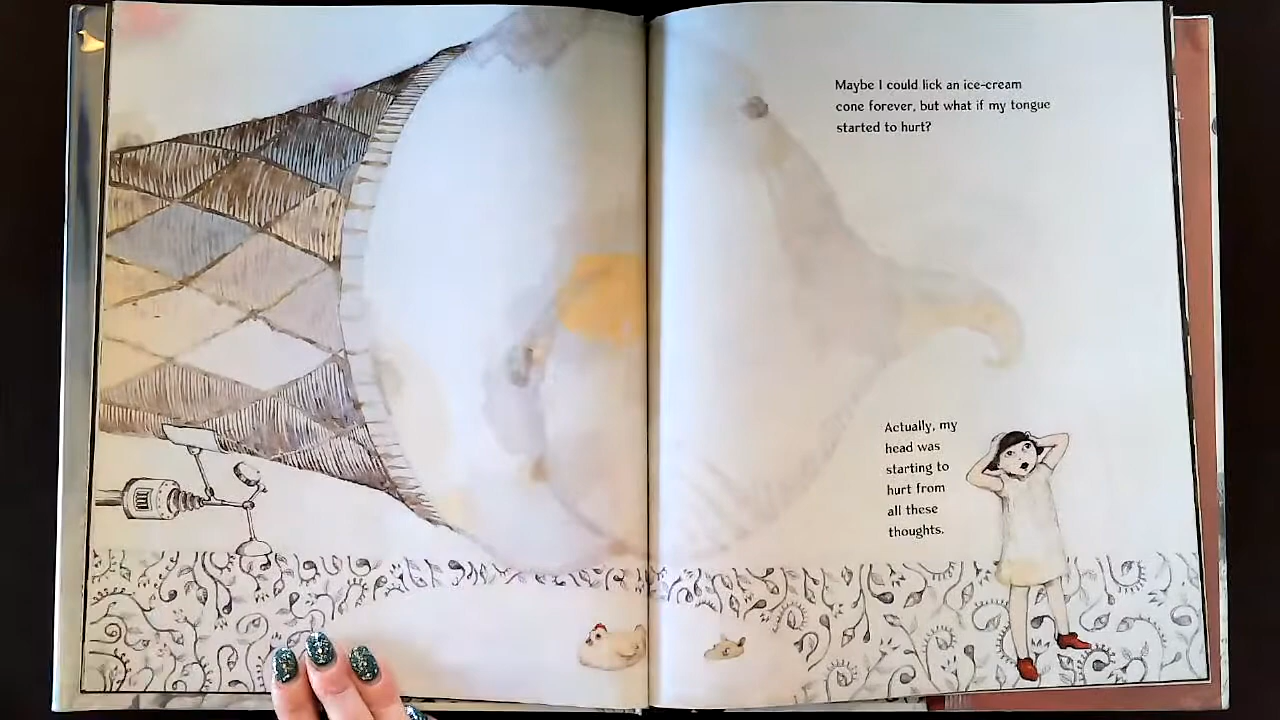 Maybe I could lick an ice-cream
cone forever, but what if my tongue
started to hurt?
Actually, my
head was
starting to
hurt from
all these
thoughts.